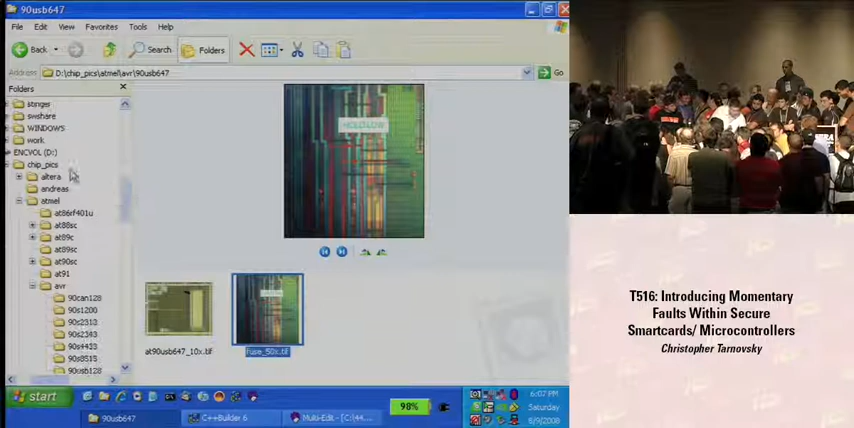 90usb647
File Edit View Favorites Tools Help
Back Search Folders
Address D:\chip_pics\atmel\avr\90usb647 Go
Folders
stinger
swshare
WINDOWS
work
ENCVOL (D:)
chip_pics
altera
andreas
atmel
at86rf401u
at88sc
at89c
at89sc
at90sc
at91
avr
90can128
90s1200
90s2313
90s2343
90s4433
90s8515
90usb128
at90usb647_10x.tif
fuse_50x.tif
start
98%
6:07 PM
Saturday
8/9/2008
90usb647
C++Builder 6
Multi-Edit - [C:\44....
T516: Introducing Momentary
Faults Within Secure
Smartcards/ Microcontrollers
Christopher Tarnovsky